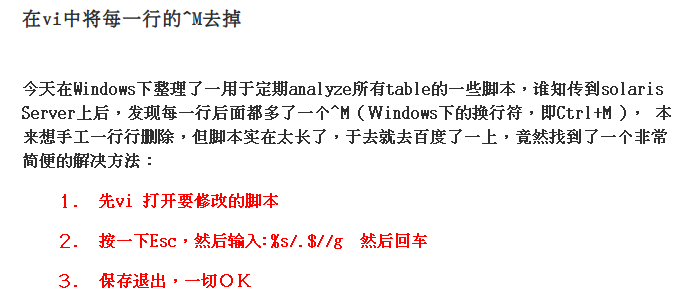 在vi中将每一行的^M去掉
今天在Windows下整理了一用于定期analyze所有table的一些脚本，谁知传到solaris
Server上后，发现每一行后面都多了一个^M（Windows下的换行符，即Ctrl+M ）， 本
来想手工一行行删除，但脚本实在太长了，于去就去百度了一上，竟然找到了一个非常
简便的解决方法：
1. 先vi 打开要修改的脚本
2. 按一下Esc，然后输入:%s/.$//g 然后回车
3. 保存退出，一切ＯＫ